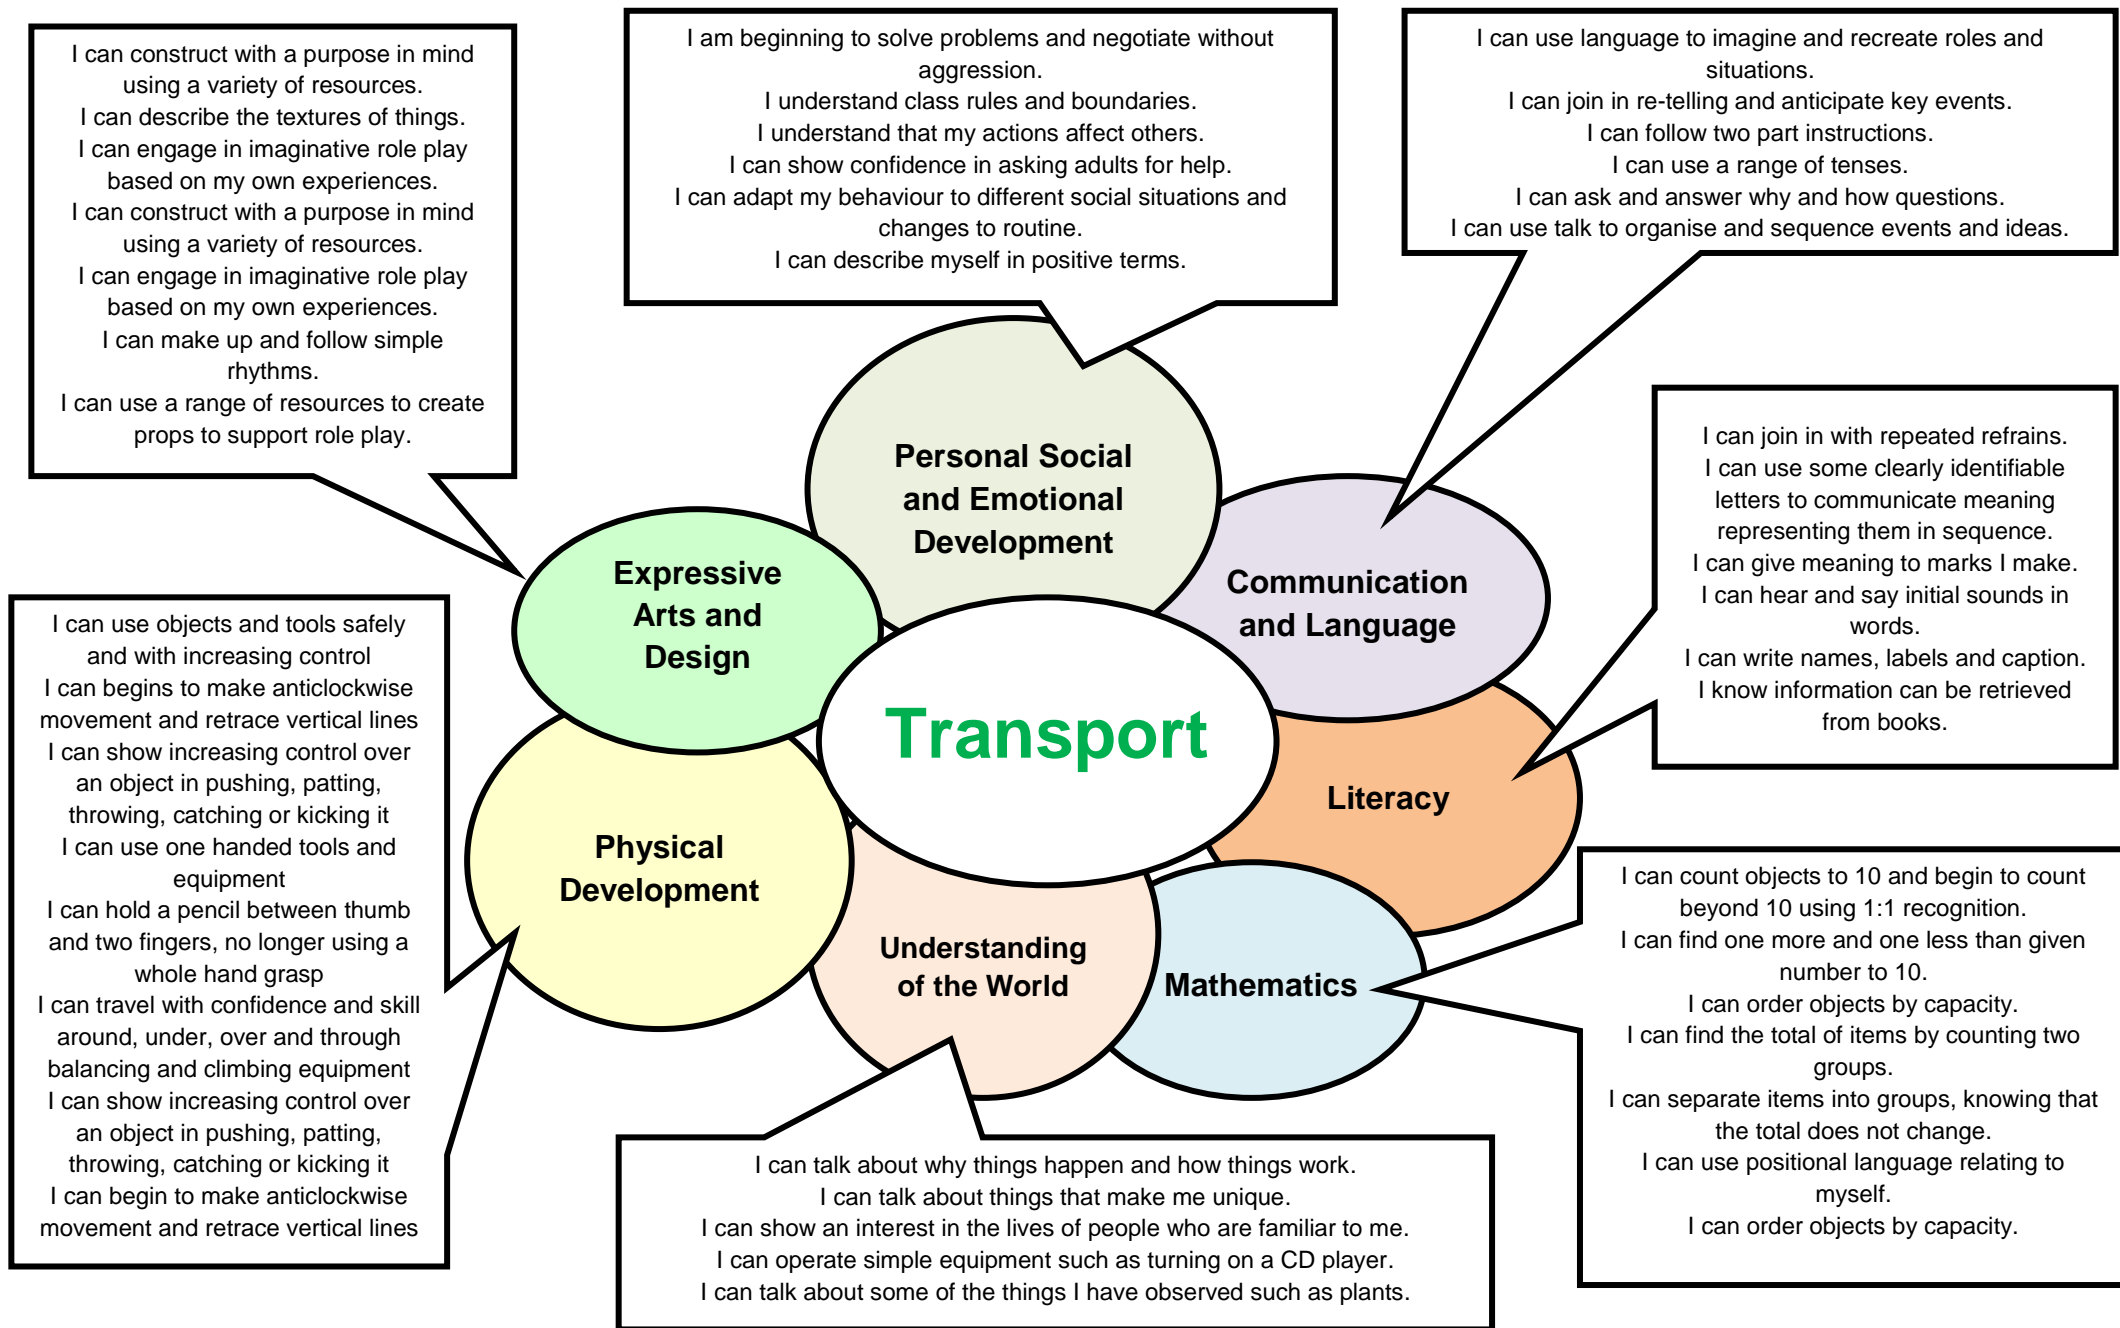 I can construct with a purpose in mind
using a variety of resources.
I can describe the textures of things.
I can engage in imaginative role play
based on my own experiences.
I can construct with a purpose in mind
using a variety of resources.
I can engage in imaginative role play
based on my own experiences.
I can make up and follow simple
rhythms.
I can use a range of resources to create
props to support role play.
I am beginning to solve problems and negotiate without
aggression.
I understand class rules and boundaries.
I understand that my actions affect others.
I can show confidence in asking adults for help.
I can adapt my behaviour to different social situations and
changes to routine.
I can describe myself in positive terms.
I can use language to imagine and recreate roles and
situations.
I can join in re-telling and anticipate key events.
I can follow two part instructions.
I can use a range of tenses.
I can ask and answer why and how questions.
I can use talk to organise and sequence events and ideas.
I can join in with repeated refrains.
I can use some clearly identifiable
letters to communicate meaning
representing them in sequence.
I can give meaning to marks I make.
I can hear and say initial sounds in
words.
I can write names, labels and caption.
I know information can be retrieved
from books.
Personal Social
and Emotional
Development
Expressive
Arts and
Design
Communication
and Language
Transport
Literacy
Physical
Development
Understanding
of the World
Mathematics
I can use objects and tools safely
and with increasing control
I can begins to make anticlockwise
movement and retrace vertical lines
I can show increasing control over
an object in pushing, patting,
throwing, catching or kicking it
I can use one handed tools and
equipment
I can hold a pencil between thumb
and two fingers, no longer using a
whole hand grasp
I can travel with confidence and skill
around, under, over and through
balancing and climbing equipment
I can show increasing control over
an object in pushing, patting,
throwing, catching or kicking it
I can begin to make anticlockwise
movement and retrace vertical lines
I can count objects to 10 and begin to count
beyond 10 using 1:1 recognition.
I can find one more and one less than given
number to 10.
I can order objects by capacity.
I can find the total of items by counting two
groups.
I can separate items into groups, knowing that
the total does not change.
I can use positional language relating to
myself.
I can order objects by capacity.
I can talk about why things happen and how things work.
I can talk about things that make me unique.
I can show an interest in the lives of people who are familiar to me.
I can operate simple equipment such as turning on a CD player.
I can talk about some of the things I have observed such as plants.